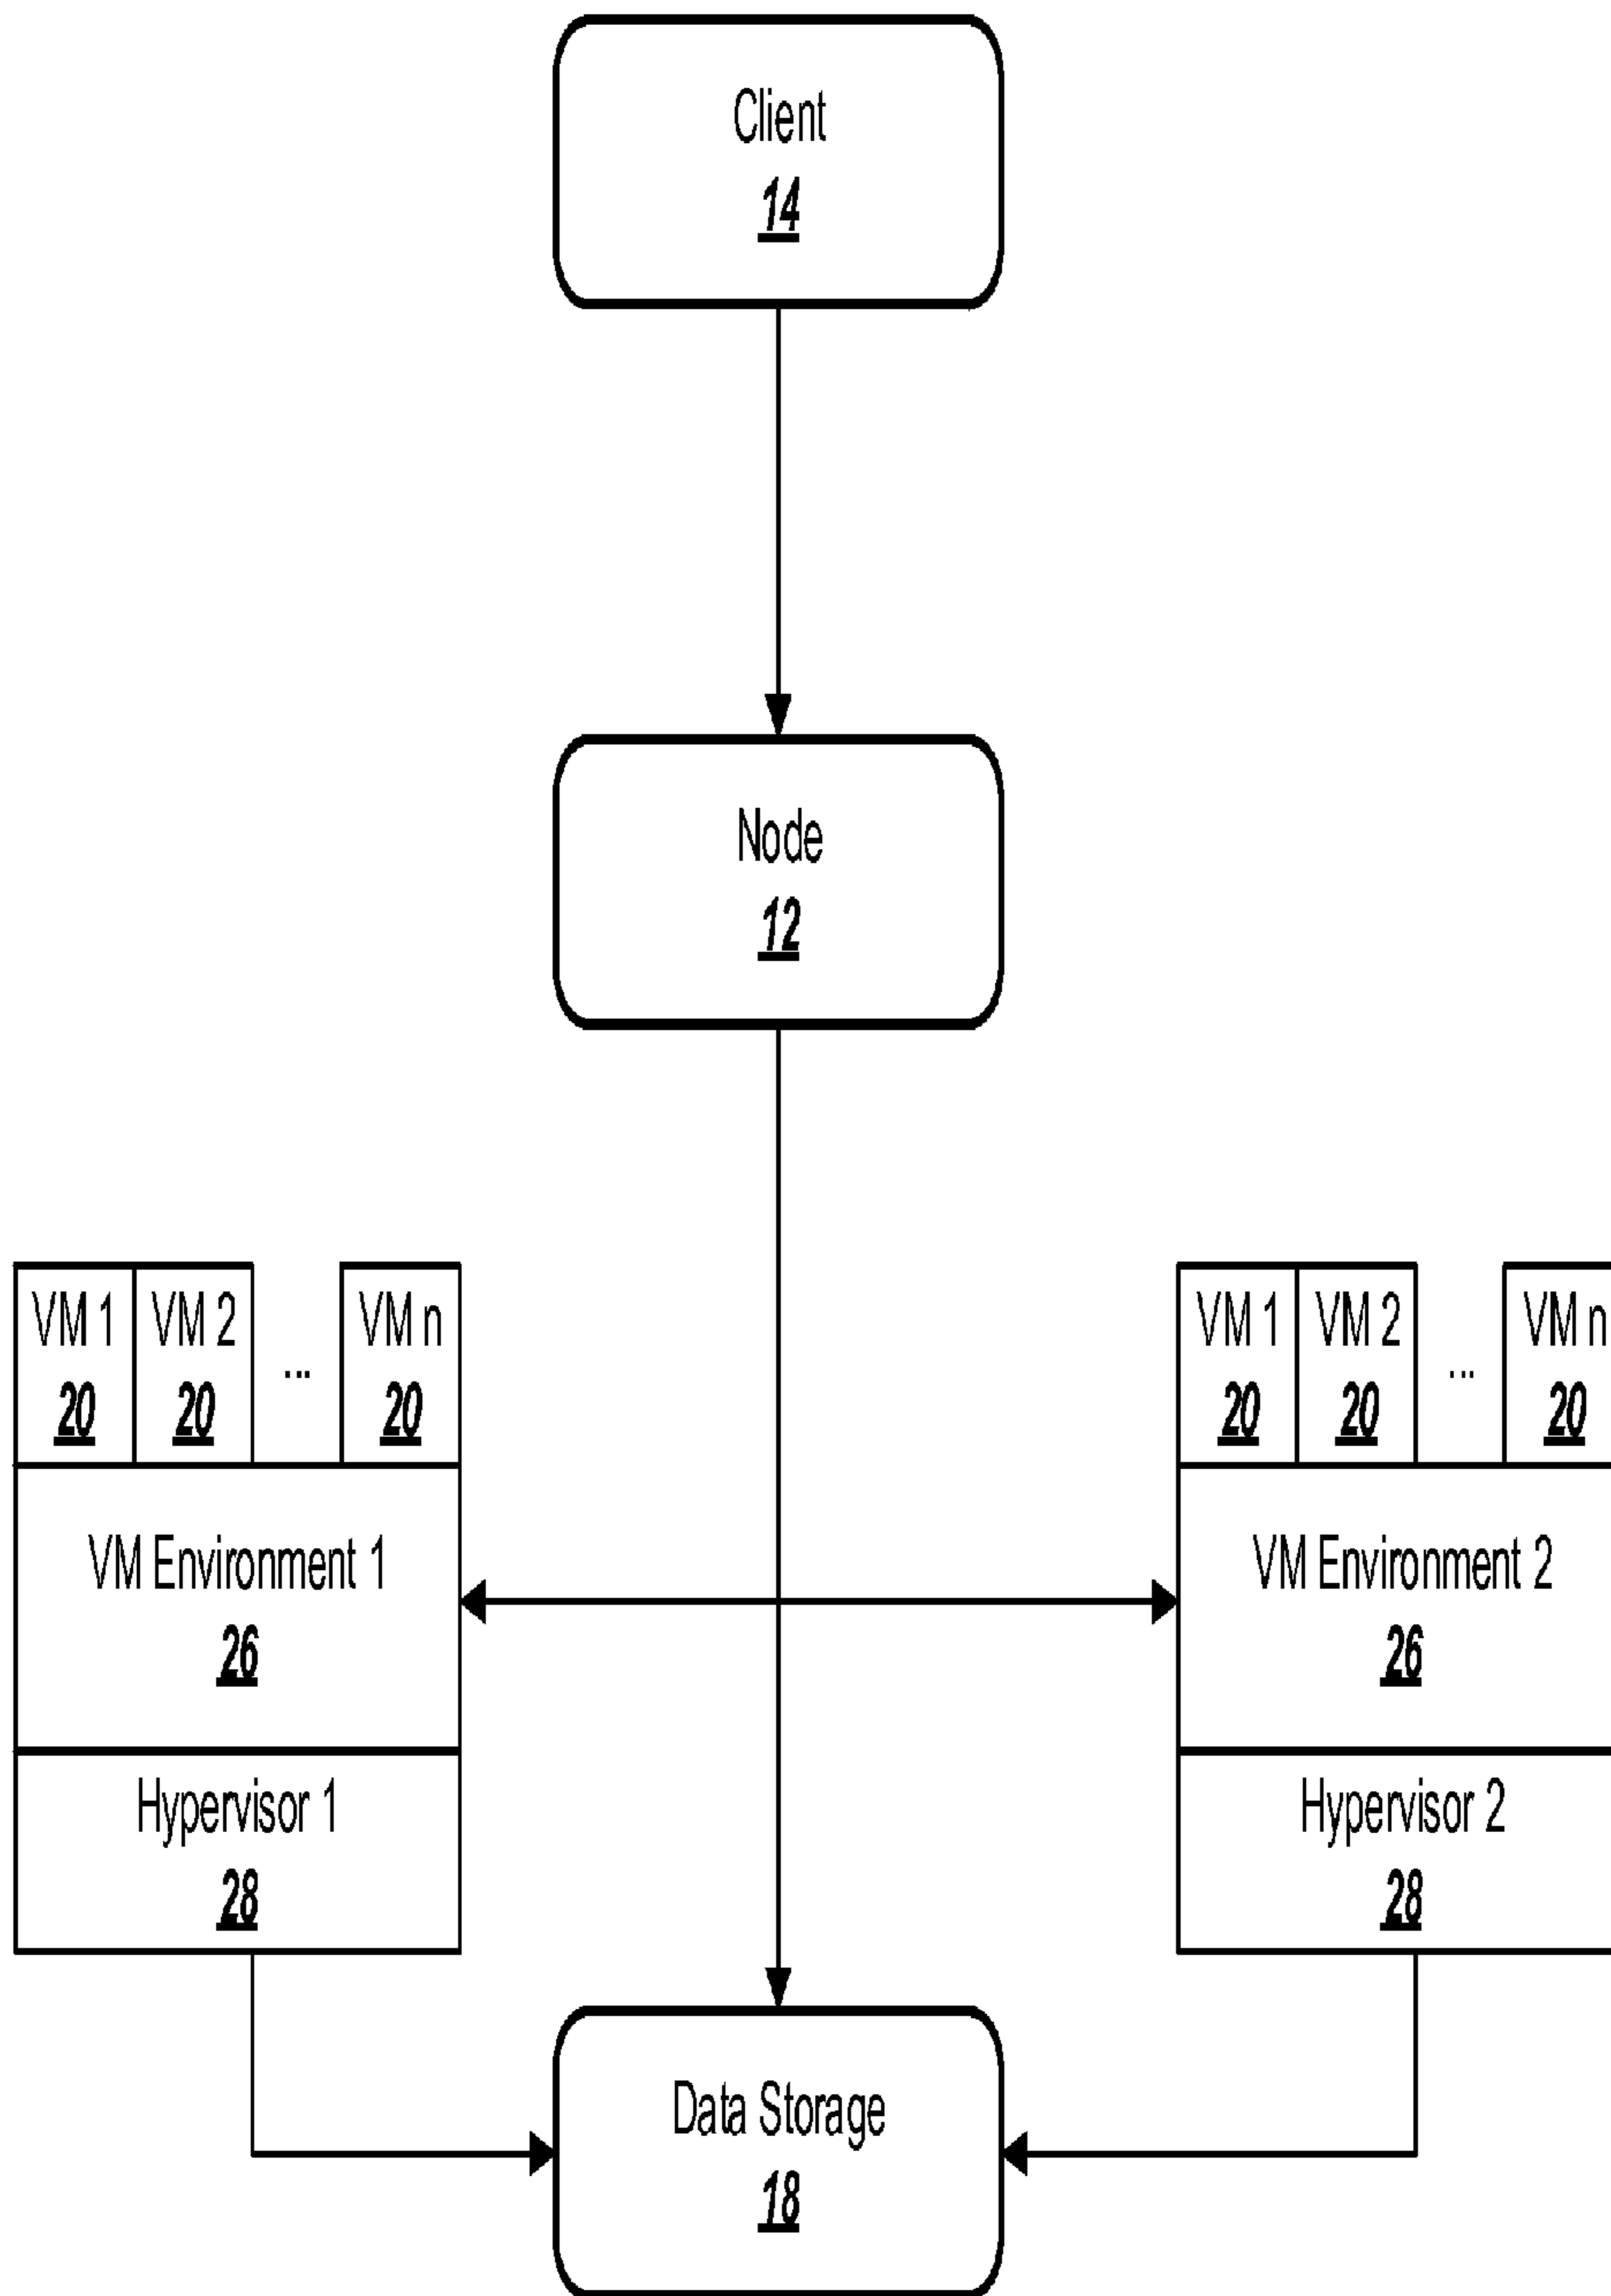 Client
14
Node
12
VM 1 VM 2 VM n VM 1 VM 2 VM n
20 20 ... 20 20 20 ... 20
VM Environment 1 VM Environment 2
26 26
Hypervisor 1 Hypervisor 2
28 28
Data Storage
18